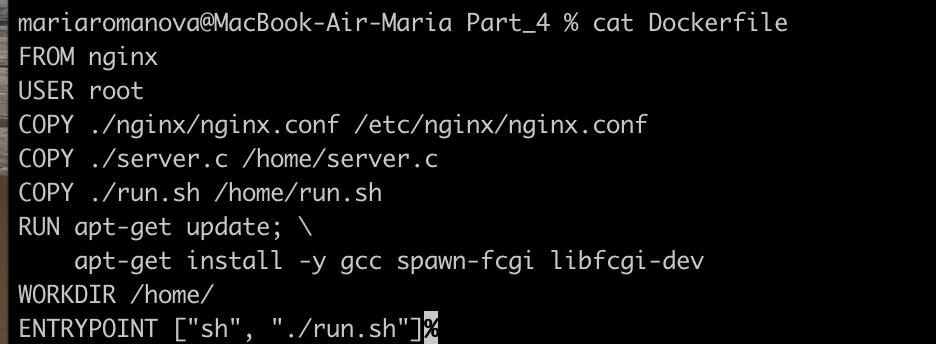 mariaromanova@MacBook-Air-Maria Part_4 % cat Dockerfile
FROM nginx
USER root
COPY ./nginx/nginx.conf /etc/nginx/nginx.conf
COPY ./server.c /home/server.c
COPY ./run.sh /home/run.sh
RUN apt-get update; \
    apt-get install -y gcc spawn-fcgi libfcgi-dev
WORKDIR /home/
ENTRYPOINT ["sh", "./run.sh"]%